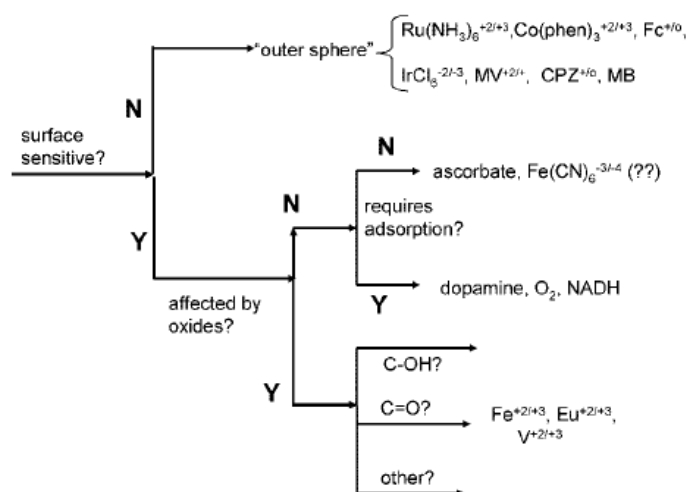 Ru(NH₃)₆⁺²/⁺³,Co(phen)₃⁺²/⁺³, Fc⁺/ᵒ,
"outer sphere"
IrCl₆⁻²/⁻³, MV⁺²/⁺, CPZ⁺/ᵒ, MB
N
surface
sensitive?
N
ascorbate, Fe(CN)₆⁻³/⁻⁴ (??)
N
requires
adsorption?
Y
Y
dopamine, O₂, NADH
affected by
oxides?
C-OH?
Y
C=O?
Fe⁺²/⁺³, Eu⁺²/⁺³,
V⁺²/⁺³
other?